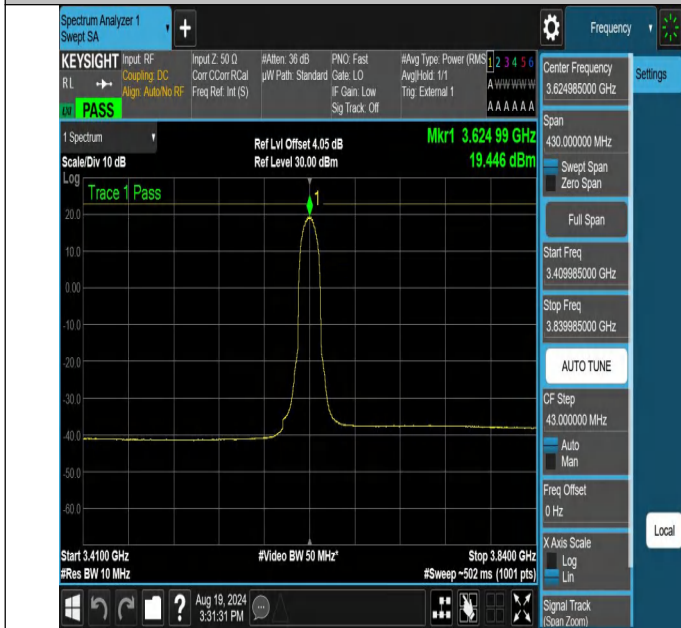 Spectrum Analyzer 1
Swept SA
+
Frequency
KEYSIGHT
RL
LXI
PASS
Input: RF
Coupling: DC
Align: Auto/No RF
Input Z: 50 Ω
Corr CCorr RCal
Freq Ref: Int (S)
#Atten: 36 dB
µW Path: Standard
PNO: Fast
Gate: LO
IF Gain: Low
Sig Track: Off
#Avg Type: Power (RMS
Avg|Hold: 1/1
Trig: External 1
1 2 3 4 5 6
A W W W W W
A A A A A A
1 Spectrum
Scale/Div 10 dB
Log
Ref Lvl Offset 4.05 dB
Ref Level 30.00 dBm
Mkr1 3.624 99 GHz
19.446 dBm
Trace 1 Pass
1
20.0
10.0
0.00
-10.0
-20.0
-30.0
-40.0
-50.0
-60.0
Start 3.4100 GHz
#Res BW 10 MHz
#Video BW 50 MHz*
Stop 3.8400 GHz
#Sweep ~502 ms (1001 pts)
Center Frequency
3.624985000 GHz
Settings
Span
430.000000 MHz
Swept Span
Zero Span
Full Span
Start Freq
3.409985000 GHz
Stop Freq
3.839985000 GHz
AUTO TUNE
CF Step
43.000000 MHz
Auto
Man
Freq Offset
0 Hz
X Axis Scale
Log
Lin
Local
Signal Track
(Span Zoom)
?
Aug 19, 2024
3:31:31 PM